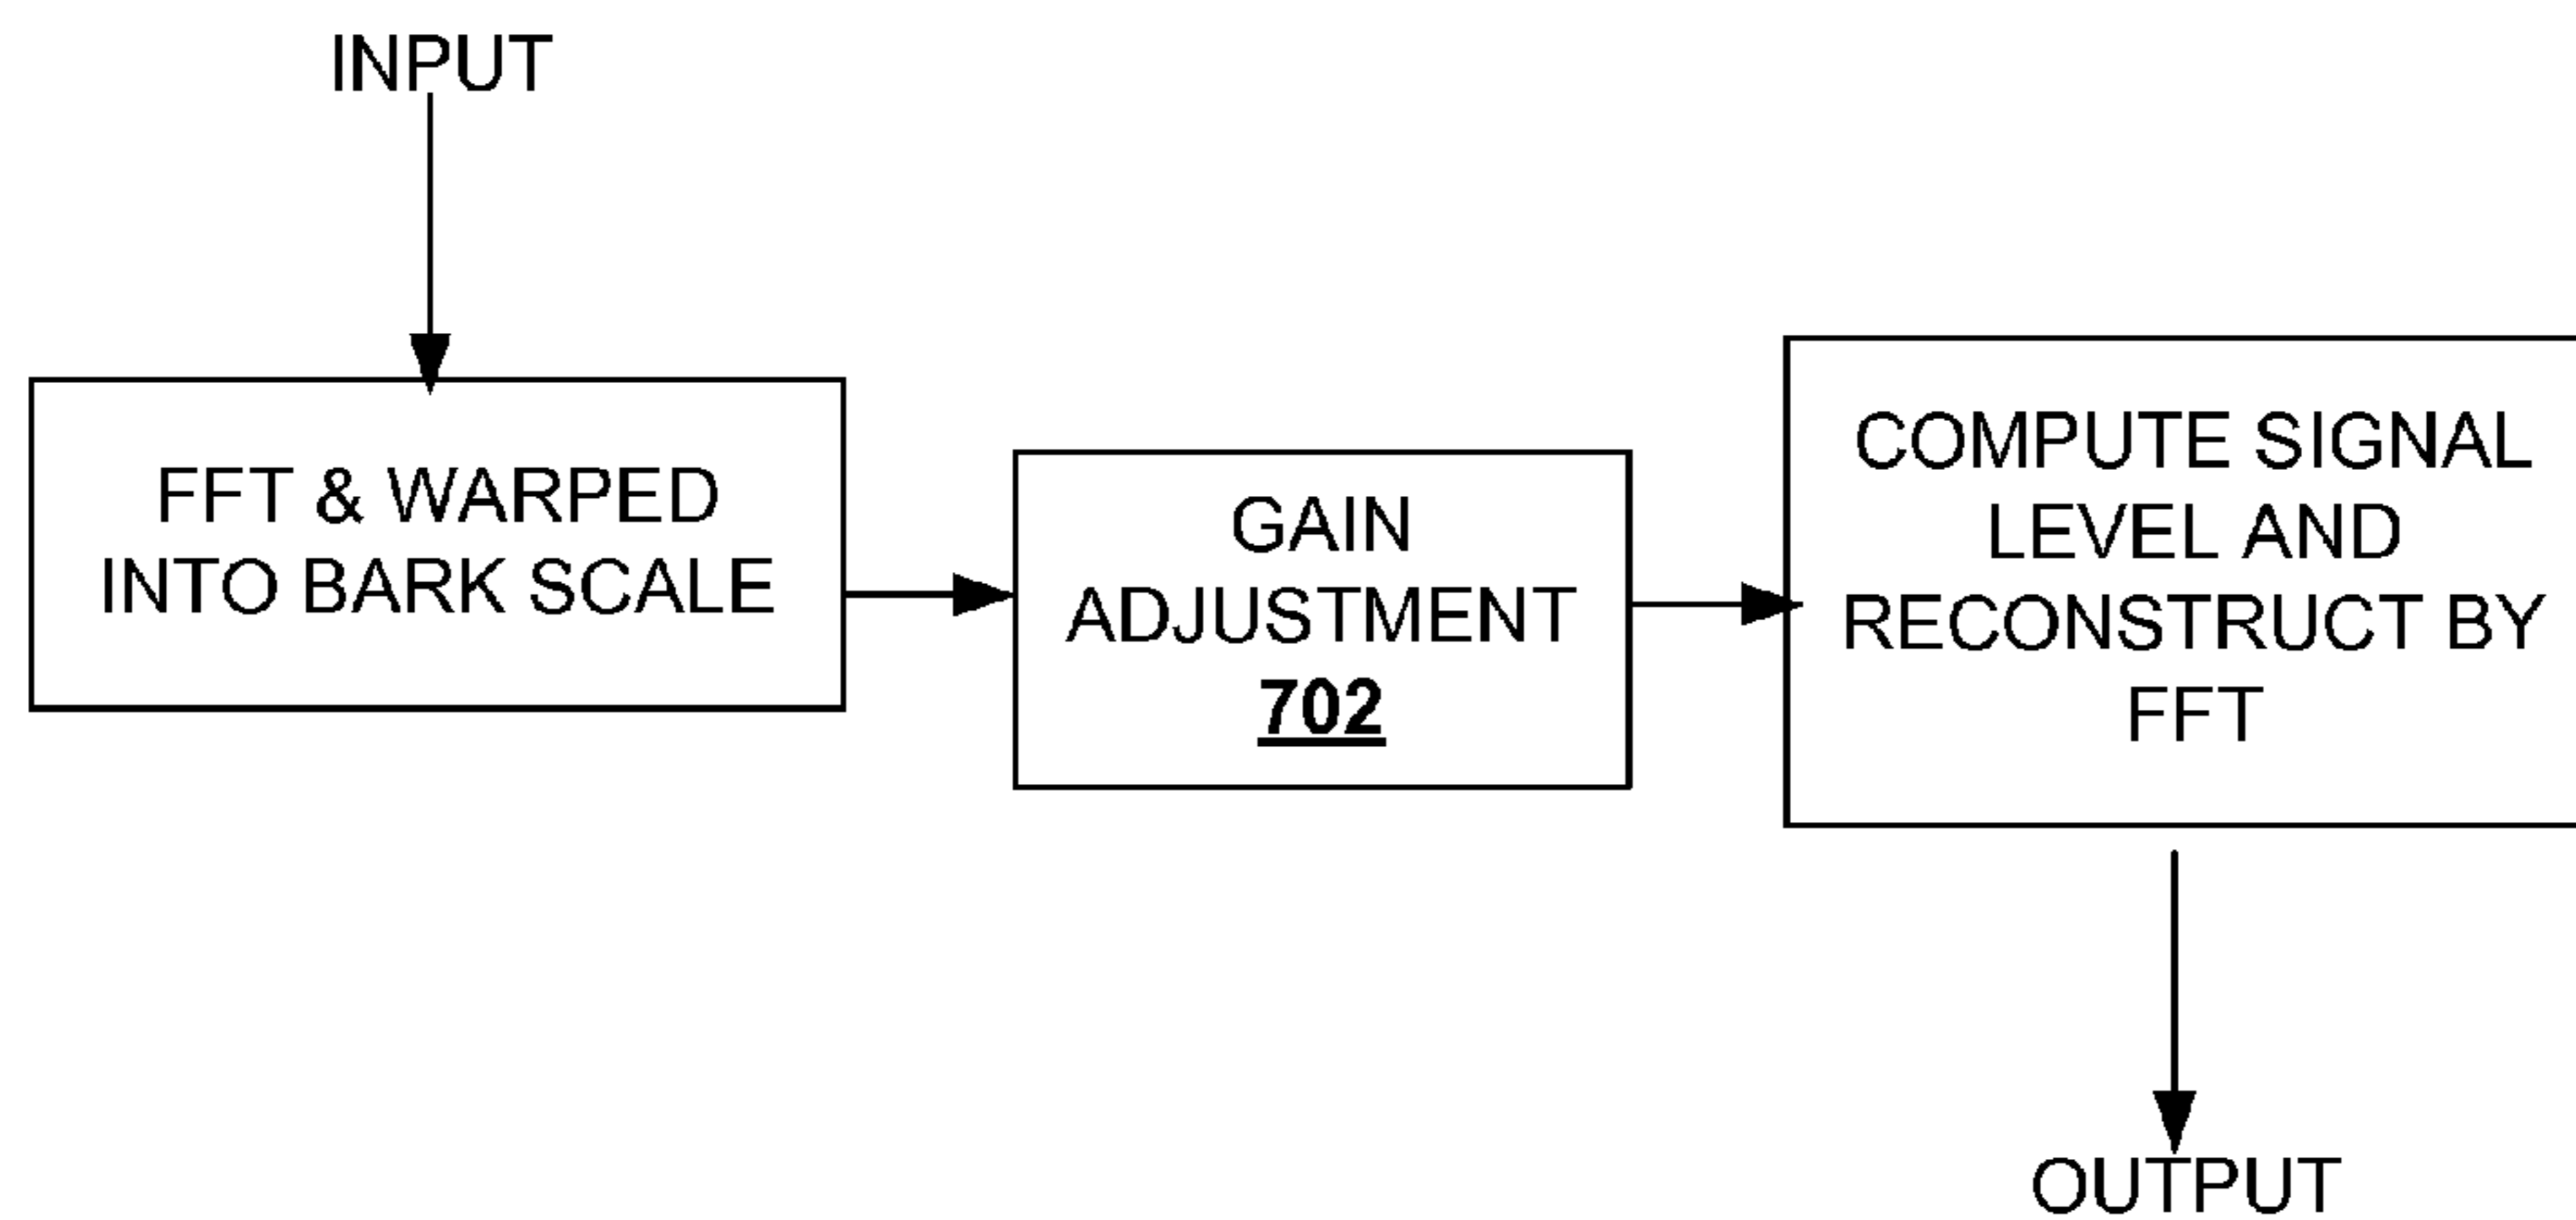 INPUT
FFT & WARPED
INTO BARK SCALE
GAIN
ADJUSTMENT
702
COMPUTE SIGNAL
LEVEL AND
RECONSTRUCT BY
FFT
OUTPUT